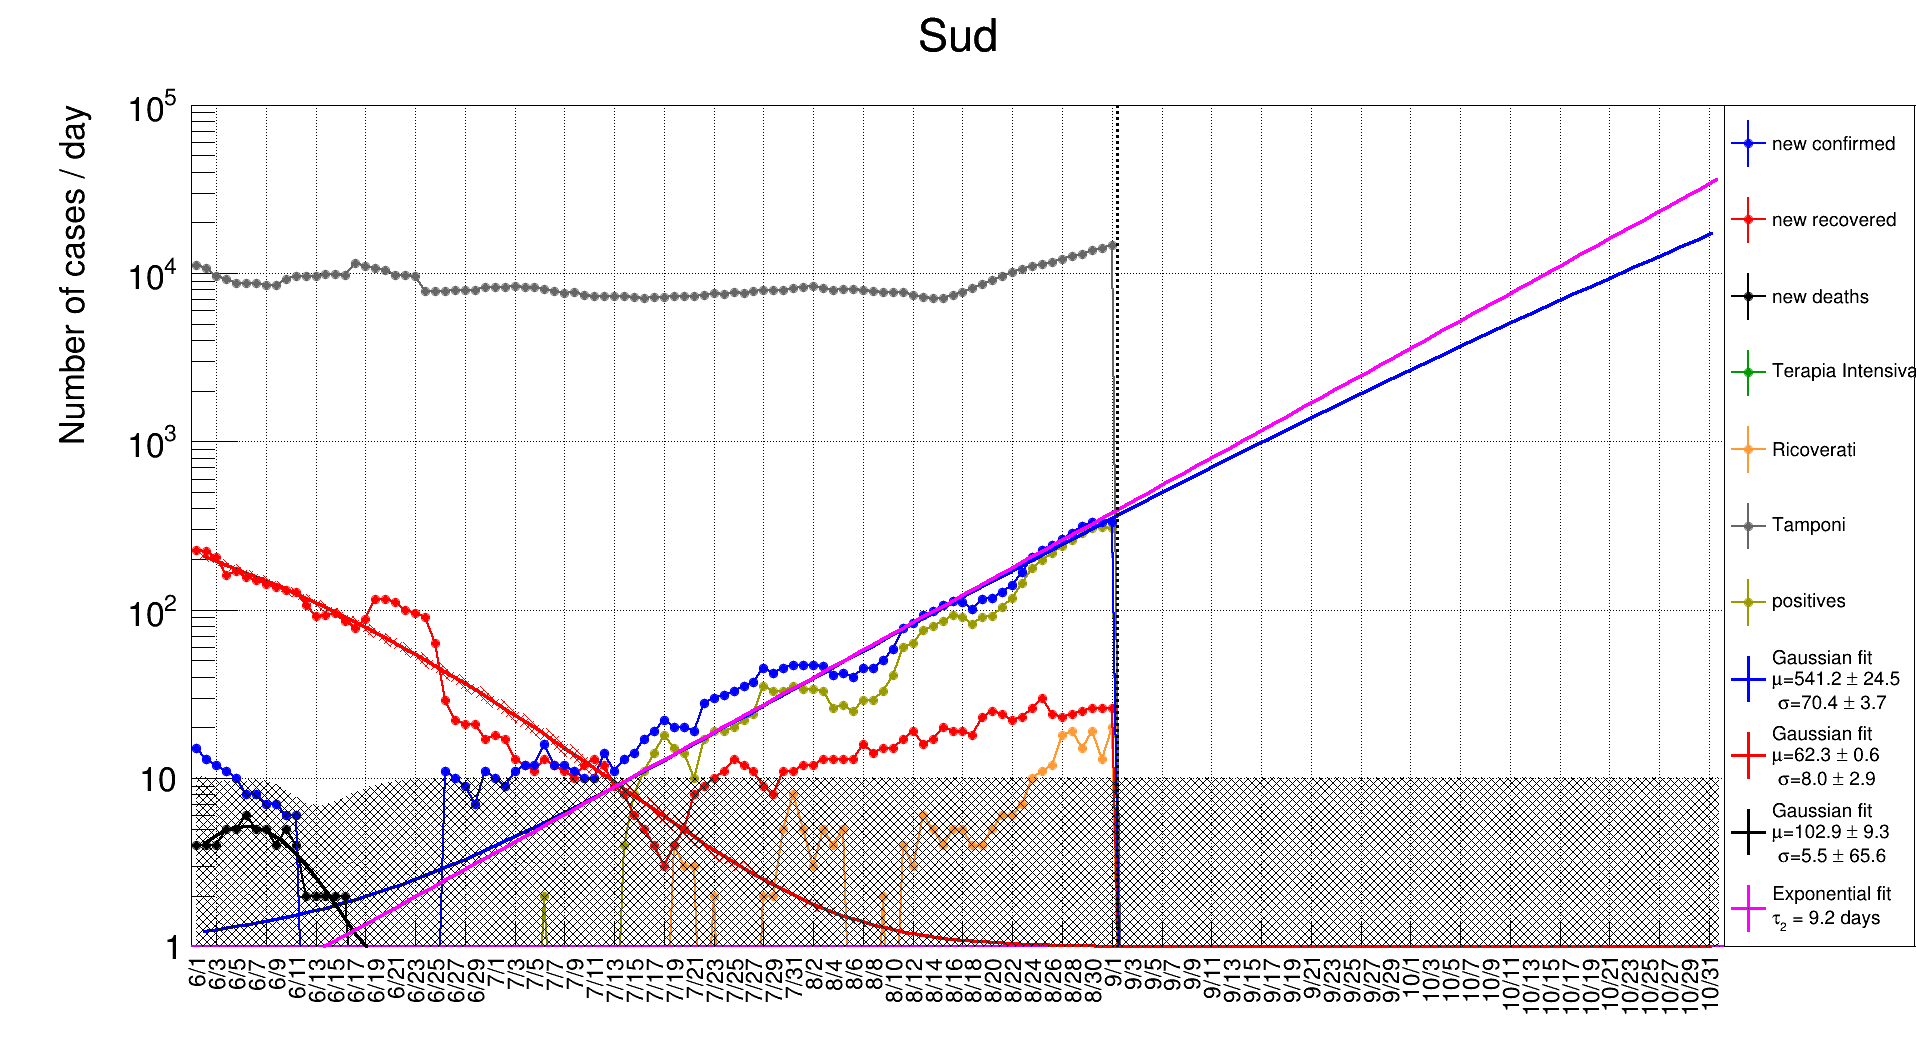 Sud
Number of cases / day
10⁵
10⁴
10³
10²
10
1
6/1 6/3 6/5 6/7 6/9 6/11 6/13 6/15 6/17 6/19 6/21 6/23 6/25 6/27 6/29 7/1 7/3 7/5 7/7 7/9 7/11 7/13 7/15 7/17 7/19 7/21 7/23 7/25 7/27 7/29 7/31 8/2 8/4 8/6 8/8 8/10 8/12 8/14 8/16 8/18 8/20 8/22 8/24 8/26 8/28 8/30 9/1 9/3 9/5 9/7 9/9 9/11 9/13 9/15 9/17 9/19 9/21 9/23 9/25 9/27 9/29 10/1 10/3 10/5 10/7 10/9 10/11 10/13 10/15 10/17 10/19 10/21 10/23 10/25 10/27 10/29 10/31
new confirmed
new recovered
new deaths
Terapia Intensiva
Ricoverati
Tamponi
positives
Gaussian fit
μ=541.2 ± 24.5
σ=70.4 ± 3.7
Gaussian fit
μ=62.3 ± 0.6
σ=8.0 ± 2.9
Gaussian fit
μ=102.9 ± 9.3
σ=5.5 ± 65.6
Exponential fit
τ₂ = 9.2 days